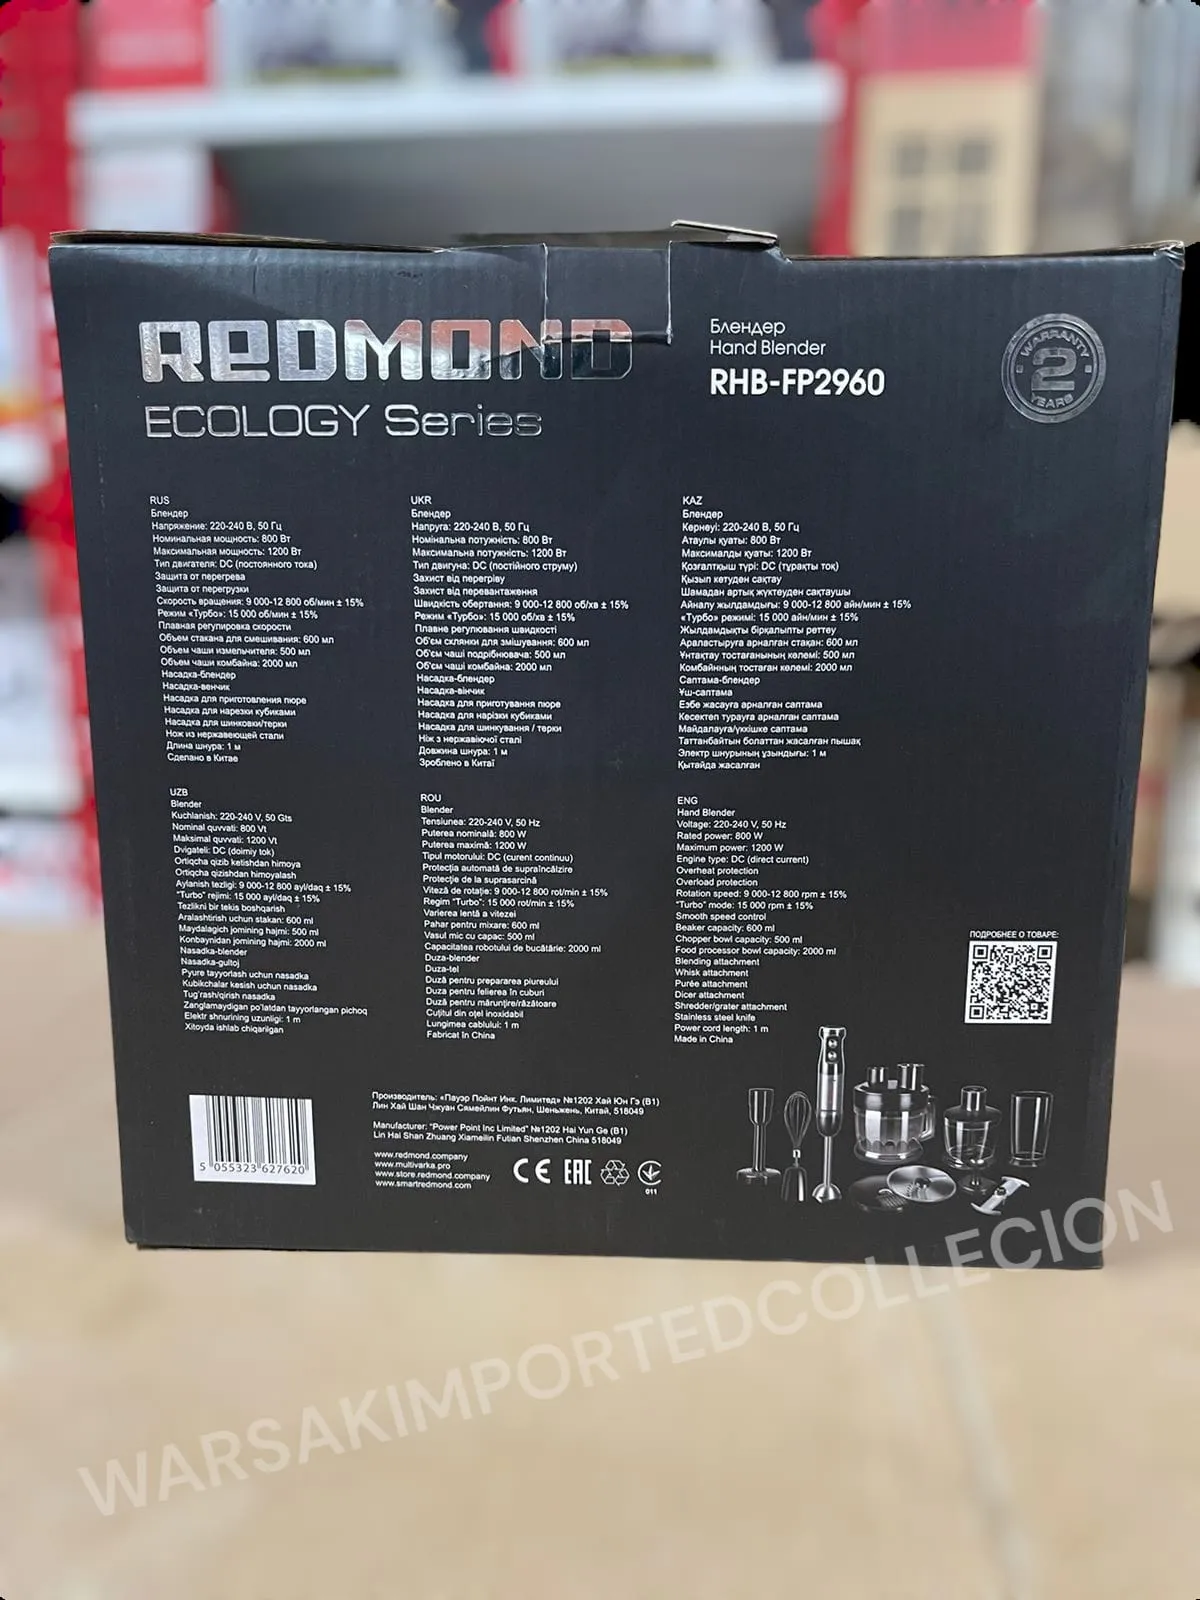 REDMOND
ECOLOGY Series
Блендер
Hand Blender
RHB-FP2960
WARRANTY
2
YEARS
RUS
Блендер
Напряжение: 220-240 В, 50 Гц
Номинальная мощность: 800 Вт
Максимальная мощность: 1200 Вт
Тип двигателя: DC (постоянного тока)
Защита от перегрева
Защита от перегрузки
Скорость вращения: 9 000-12 800 об/мин ± 15%
Режим «Турбо»: 15 000 об/мин ± 15%
Плавная регулировка скорости
Объем стакана для смешивания: 600 мл
Объем чаши измельчителя: 500 мл
Объем чаши комбайна: 2000 мл
Насадка-блендер
Насадка-венчик
Насадка для приготовления пюре
Насадка для нарезки кубиками
Насадка для шинковки/терки
Нож из нержавеющей стали
Длина шнура: 1 м
Сделано в Китае
UKR
Блендер
Напруга: 220-240 В, 50 Гц
Номінальна потужність: 800 Вт
Максимальна потужність: 1200 Вт
Тип двигуна: DC (постійного струму)
Захист від перегріву
Захист від перевантаження
Швидкість обертання: 9 000-12 800 об/хв ± 15%
Режим «Турбо»: 15 000 об/хв ± 15%
Плавне регулювання швидкості
Об'єм склянки для змішування: 600 мл
Об'єм чаші подрібнювача: 500 мл
Об'єм чаші комбайна: 2000 мл
Насадка-блендер
Насадка-вінчик
Насадка для приготування пюре
Насадка для нарізки кубиками
Насадка для шинкування / терки
Ніж з нержавіючої сталі
Довжина шнура: 1 м
Зроблено в Китаї
KAZ
Блендер
Кернеуі: 220-240 В, 50 Гц
Атаулы қуаты: 800 Вт
Максималды қуаты: 1200 Вт
Қозғалтқыш түрі: DC (тұрақты ток)
Қызып кетуден сақтау
Шамадан артық жүктеуден сақтаушы
Айналу жылдамдығы: 9 000-12 800 айн/мин ± 15%
«Турбо» режимі: 15 000 айн/мин ± 15%
Жылдамдықты бірқалыпты реттеу
Араластыруға арналған стакан: 600 мл
Ұнтақтау тостағанының көлемі: 500 мл
Комбайнның тостаған көлемі: 2000 мл
Саптама-блендер
Ұш-саптама
Езбе жасауға арналған саптама
Кесектеп турауға арналған саптама
Майдалауға/үккішке саптама
Таттанбайтын болаттан жасалған пышақ
Электр шнурының ұзындығы: 1 м
Қытайда жасалған
UZB
Blender
Kuchlanish: 220-240 V, 50 Gts
Nominal quvvati: 800 Vt
Maksimal quvvati: 1200 Vt
Dvigateli: DC (doimiy tok)
Ortiqcha qizib ketishdan himoya
Ortiqcha qizishdan himoyalash
Aylanish tezligi: 9 000-12 800 ayl/daq ± 15%
"Turbo" rejimi: 15 000 ayl/daq ± 15%
Tezlikni bir tekis boshqarish
Aralashtirish uchun stakan: 600 ml
Maydalagich jomining hajmi: 500 ml
Konbaynidan jomining hajmi: 2000 ml
Nasadka-blender
Nasadka-gultoj
Pyure tayyorlash uchun nasadka
Kubikchalar kesish uchun nasadka
Tug'rash/qirish nasadka
Zanglamaydigan po'latdan tayyorlangan pichoq
Elektr shnurining uzunligi: 1 m
Xitoyda ishlab chiqarilgan
ROU
Blender
Tensiunea: 220-240 V, 50 Hz
Puterea nominală: 800 W
Puterea maximă: 1200 W
Tipul motorului: DC (curent continuu)
Protecția automată de supraîncălzire
Protecție de la suprasarcină
Viteză de rotație: 9 000-12 800 rot/min ± 15%
Regim "Turbo": 15 000 rot/min ± 15%
Varierea lentă a vitezei
Pahar pentru mixare: 600 ml
Vasul mic cu capac: 500 ml
Capacitatea robotului de bucătărie: 2000 ml
Duza-blender
Duza-tel
Duză pentru prepararea piureului
Duza pentru felierea în cuburi
Duză pentru mărunțire/răzătoare
Cuțitul din oțel inoxidabil
Lungimea cablului: 1 m
Fabricat în China
ENG
Hand Blender
Voltage: 220-240 V, 50 Hz
Rated power: 800 W
Maximum power: 1200 W
Engine type: DC (direct current)
Overheat protection
Overload protection
Rotation speed: 9 000-12 800 rpm ± 15%
"Turbo" mode: 15 000 rpm ± 15%
Smooth speed control
Beaker capacity: 600 ml
Chopper bowl capacity: 500 ml
Food processor bowl capacity: 2000 ml
Blending attachment
Whisk attachment
Purée attachment
Dicer attachment
Shredder/grater attachment
Stainless steel knife
Power cord length: 1 m
Made in China
ПОДРОБНЕЕ О ТОВАРЕ:
5 055323 627620
Производитель: «Пауэр Пойнт Инк. Лимитед» №1202 Хай Юн Гэ (В1)
Лин Хай Шан Чжуан Сямейлин Футьян, Шеньжень, Китай, 518049
Manufacturer: "Power Point Inc Limited" №1202 Hai Yun Ge (B1)
Lin Hai Shan Zhuang Xiameilin Futian Shenzhen China 518049
www.redmond.company
www.multivarka.pro
www.store.redmond.company
www.smartredmond.com
CE EAC
011
WARSAKIMPORTEDCOLLECION